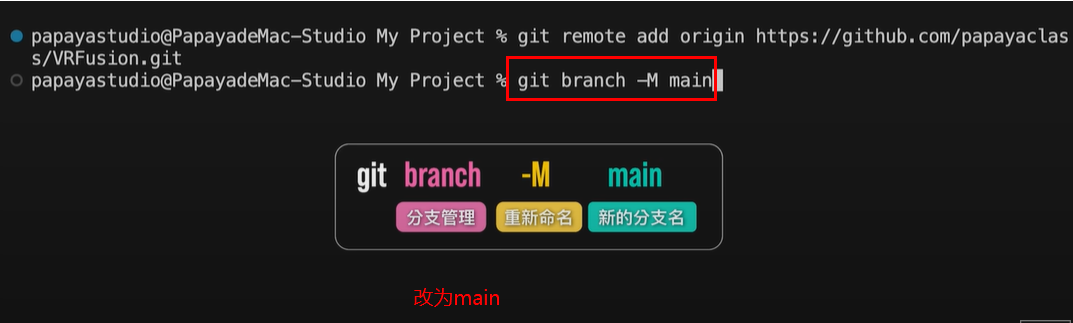 papayastudio@PapayadeMac-Studio My Project % git remote add origin https://github.com/papayaclas
s/VRFusion.git
papayastudio@PapayadeMac-Studio My Project % git branch -M main
git branch -M main
分支管理 重新命名 新的分支名
改为main